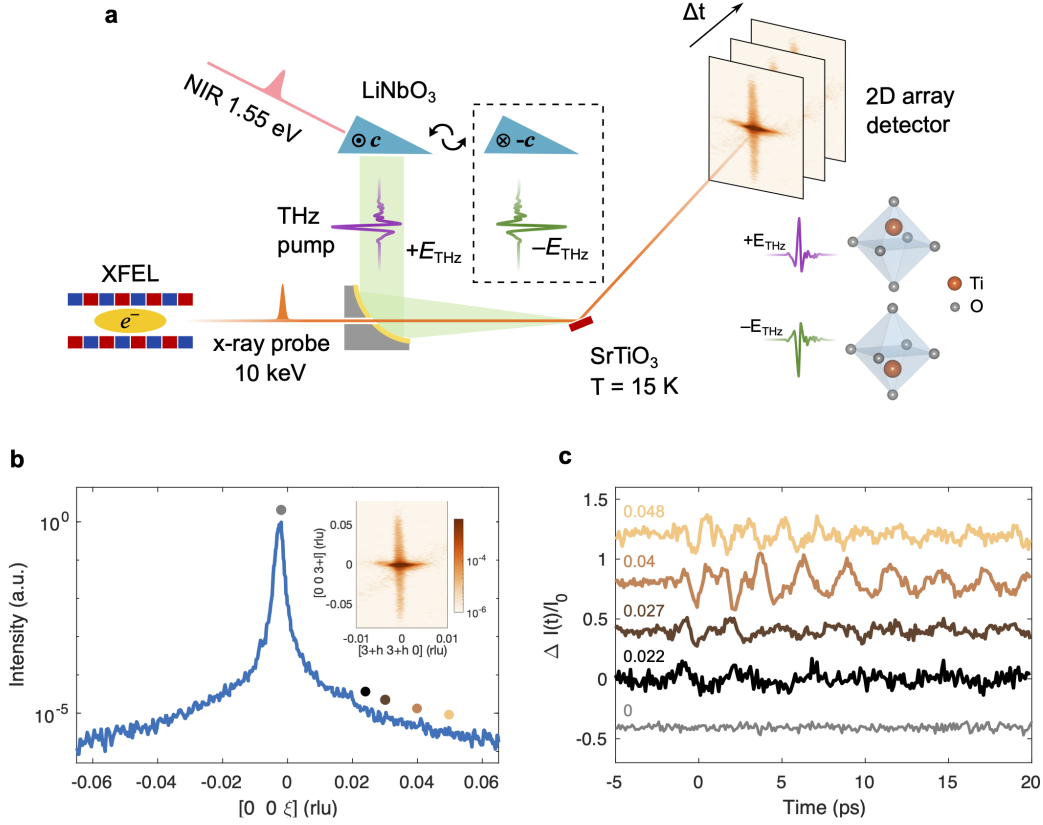 a
Δt
NIR 1.55 eV
LiNbO3
⊙ c
⊗ -c
2D array
detector
THz
pump
+ETHz
−ETHz
+ETHz
XFEL
Ti
O
e−
−ETHz
x-ray probe
10 keV
SrTiO3
T = 15 K
b
Intensity (a.u.)
10^0
10^-5
-0.06
-0.04
-0.02
0
0.02
0.04
0.06
[0 0 ξ] (rlu)
[0 0 3+l] (rlu)
0.05
0
-0.05
-0.01
0
0.01
[3+h 3+h 0] (rlu)
10^-4
10^-6
c
Δ I(t)/I0
1.5
1
0.5
0
-0.5
0.048
0.04
0.027
0.022
0
-5
0
5
10
15
20
Time (ps)